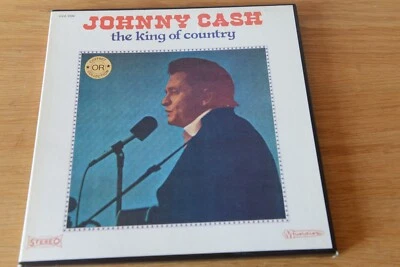 JOHNNY CASH
the king of country
OR
STEREO